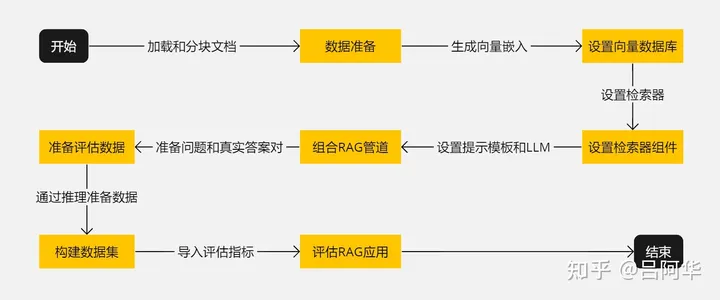 开始
加载和分块文档
数据准备
生成向量嵌入
设置向量数据库
设置检索器
设置检索器组件
设置提示模板和LLM
组合RAG管道
准备问题和真实答案对
准备评估数据
通过推理准备数据
构建数据集
导入评估指标
评估RAG应用
结束
知乎 @吕阿华